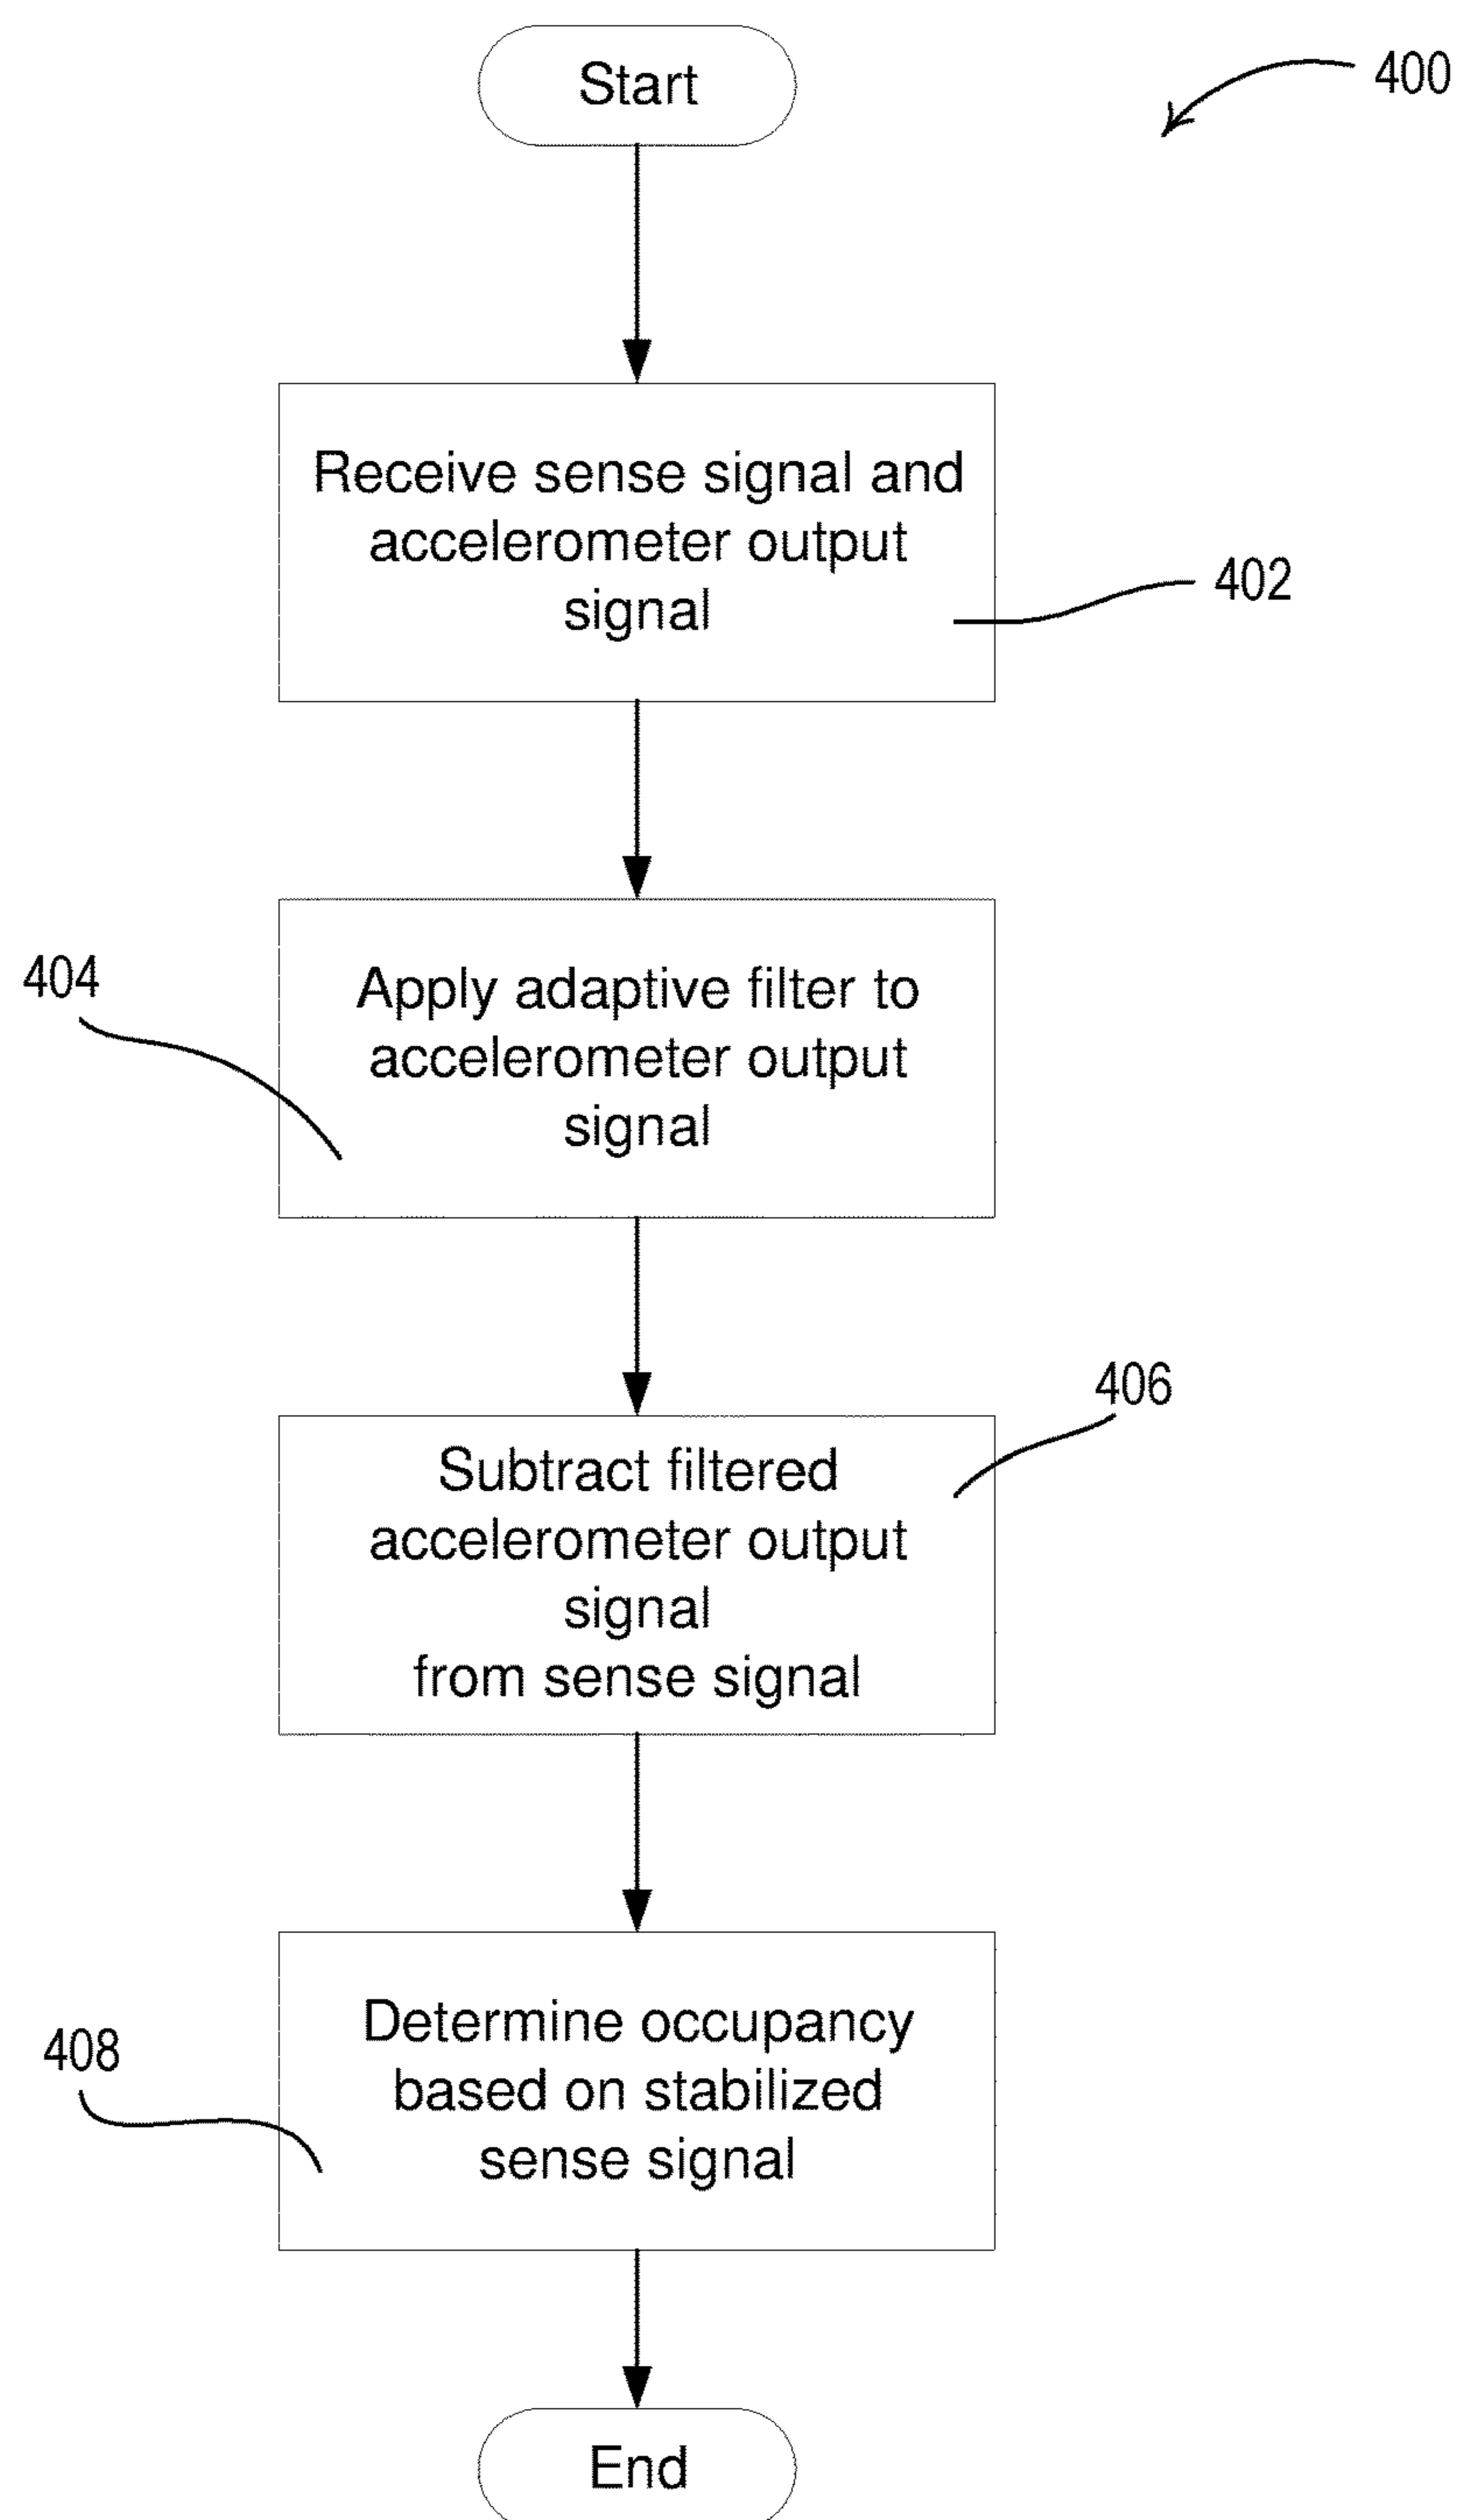 Start
400
Receive sense signal and
accelerometer output
signal
402
404
Apply adaptive filter to
accelerometer output
signal
406
Subtract filtered
accelerometer output
signal
from sense signal
408
Determine occupancy
based on stabilized
sense signal
End